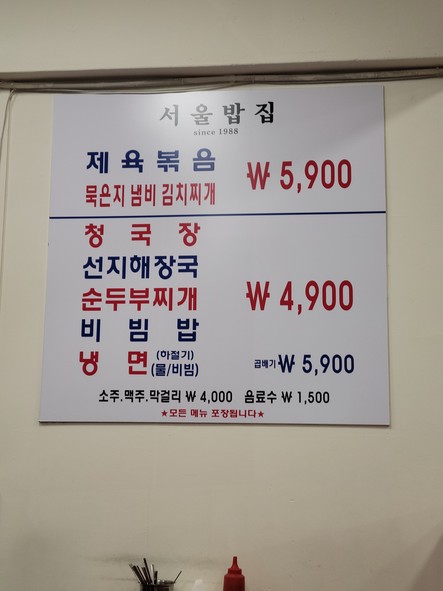 서울밥집
since 1988
제육볶음
묵은지 냄비 김치찌개
₩ 5,900
청국장
선지해장국
순두부찌개
₩ 4,900
비빔밥
냉면 (하절기) (물/비빔)
곱배기 ₩ 5,900
소주.맥주.막걸리 ₩ 4,000 음료수 ₩ 1,500
★모든 메뉴 포장됩니다★